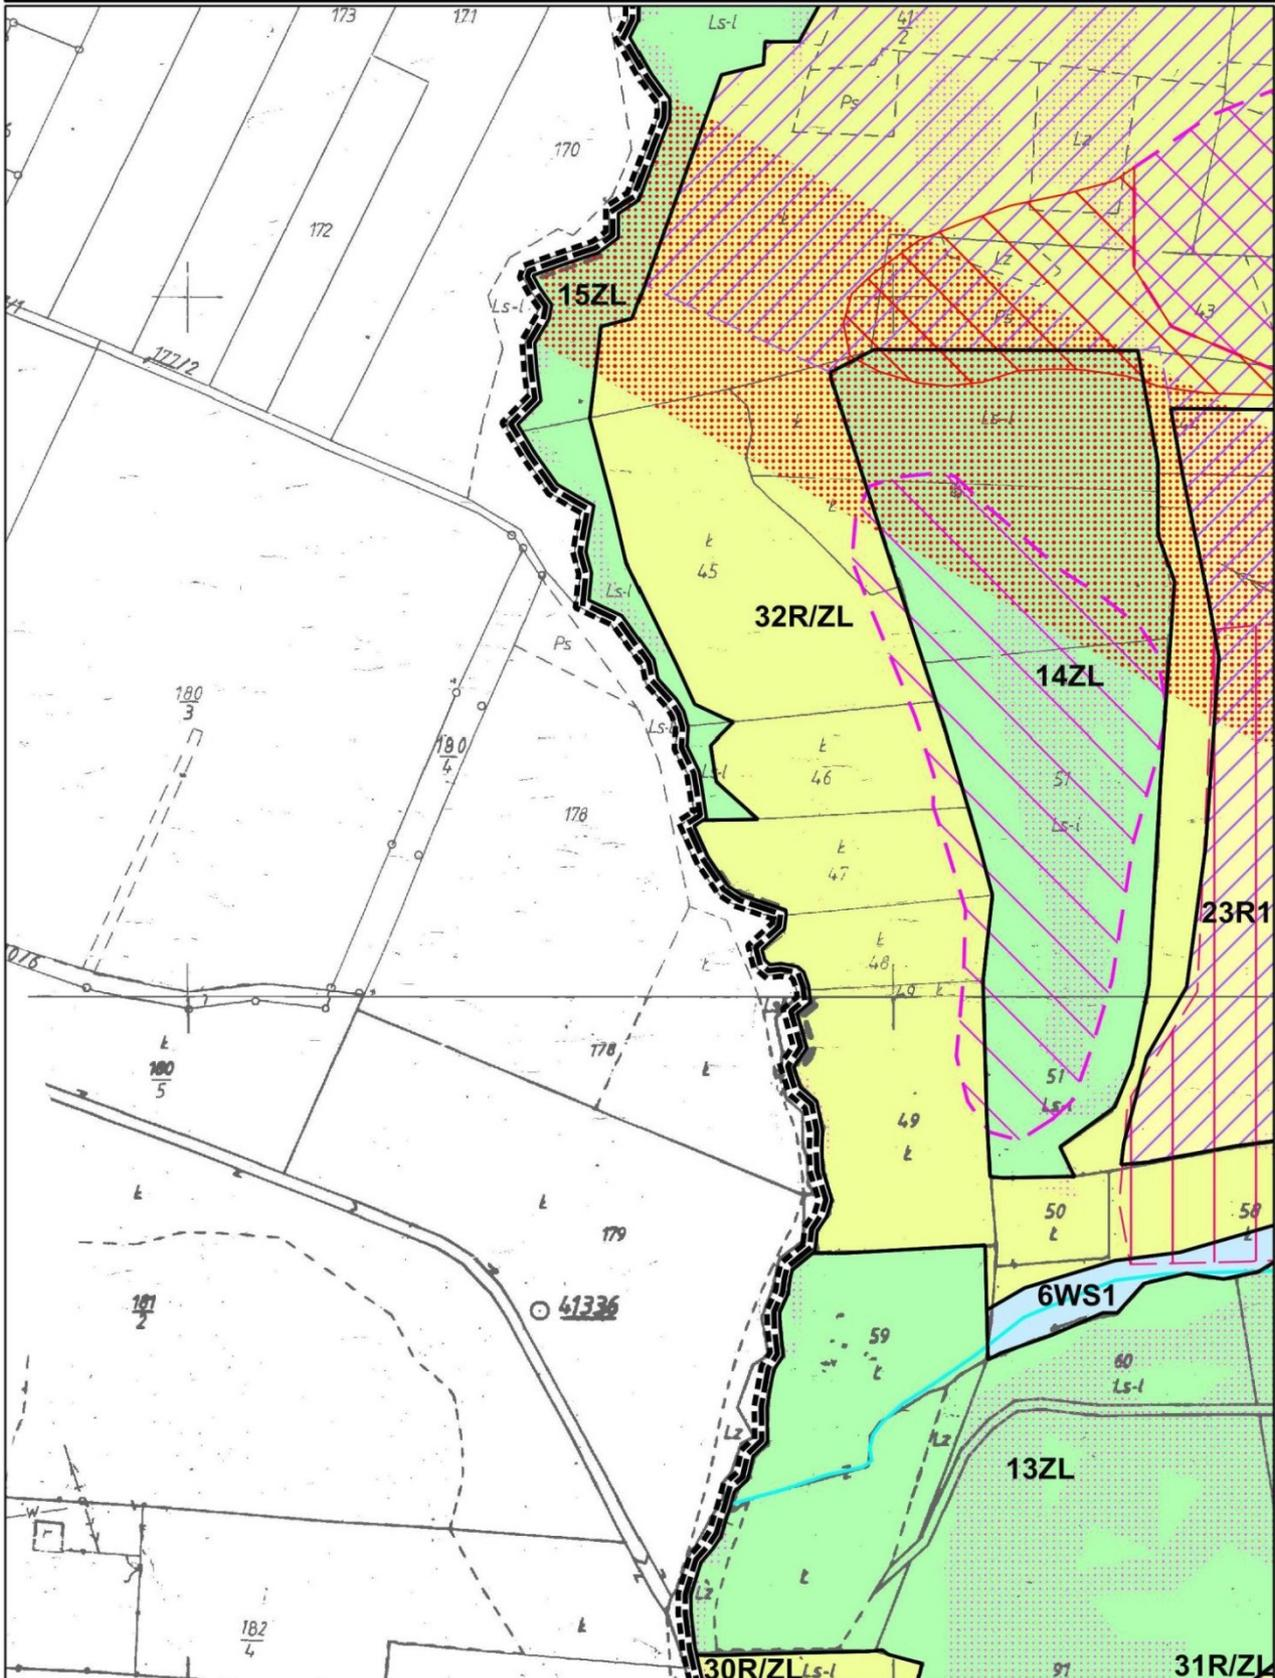 173
171
Ls-l
41
2
Ps
Lz
170
172
Lz
Ps
43
15ZL
Ls-l
177/2
Ls-l
Ł
Ł
Ł
45
32R/ZL
Ls-l
Ps
14ZL
180
3
180
4
Ls-l
Ls-l
Ł
46
51
Ls-l
178
Ł
47
23R1
Ł
48
Ł
Ł
178
Ł
180
5
Ł
51
Ls-l
49
Ł
Ł
Ł
179
50
Ł
58
Ł
6WS1
181
2
41336
59
Ł
60
Ls-l
Lz
Lz
13ZL
W
r
Ł
Lz
182
4
Ł
30R/ZL
Ls-l
91
31R/ZL